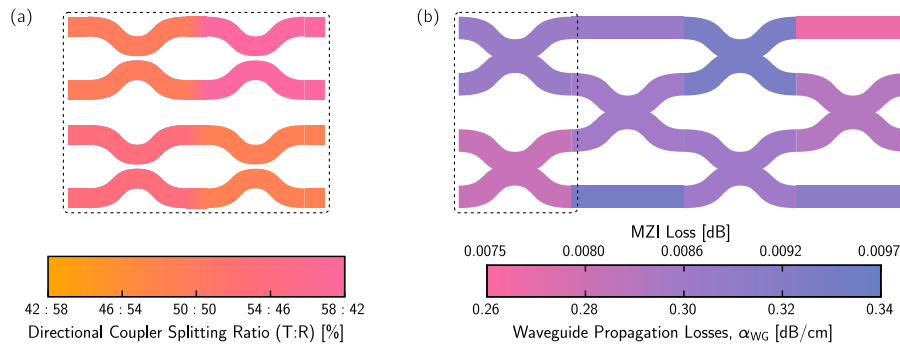 (a)
(b)
42 : 58 46 : 54 50 : 50 54 : 46 58 : 42
Directional Coupler Splitting Ratio (T:R) [%]
MZI Loss [dB]
0.0075 0.0080 0.0086 0.0092 0.0097
0.26 0.28 0.30 0.32 0.34
Waveguide Propagation Losses, α_WG [dB/cm]